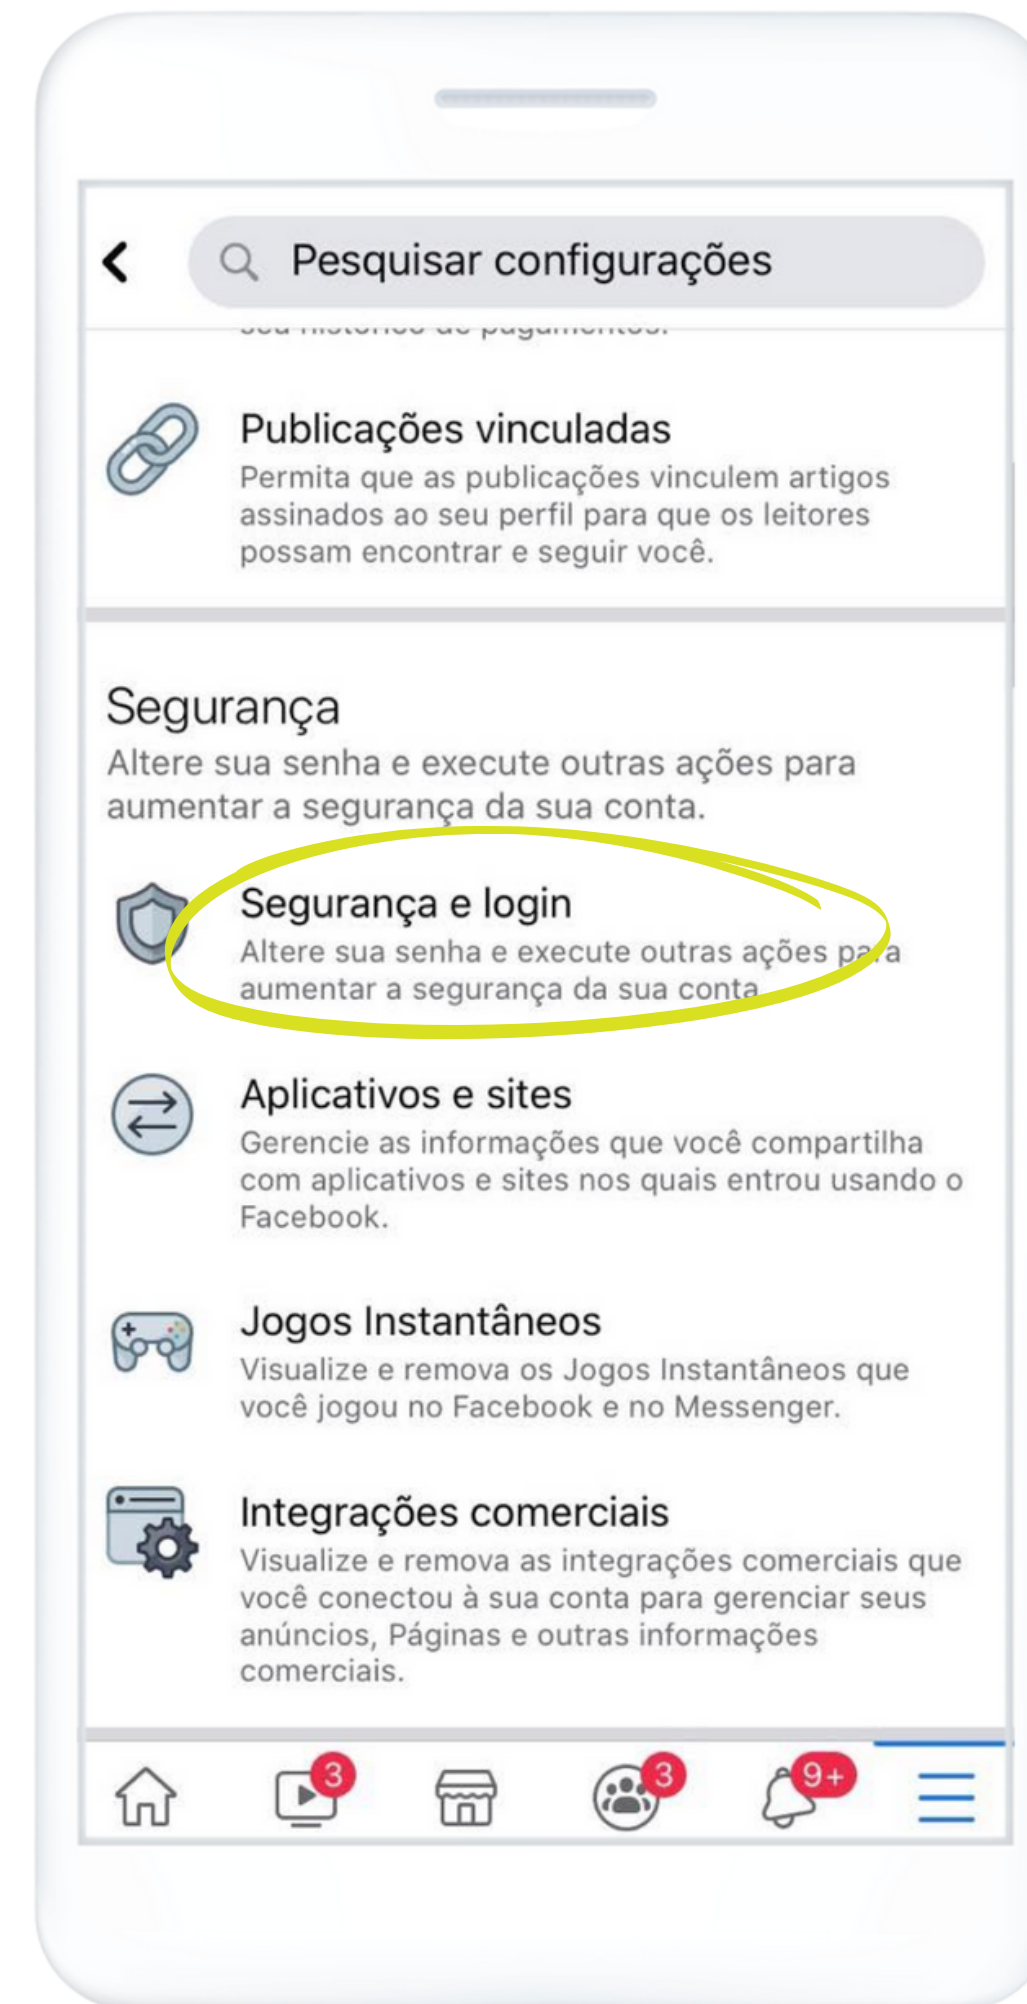 Pesquisar configurações
seu histórico de pagamentos.
Publicações vinculadas
Permita que as publicações vinculem artigos
assinados ao seu perfil para que os leitores
possam encontrar e seguir você.
Segurança
Altere sua senha e execute outras ações para
aumentar a segurança da sua conta.
Segurança e login
Altere sua senha e execute outras ações para
aumentar a segurança da sua conta
Aplicativos e sites
Gerencie as informações que você compartilha
com aplicativos e sites nos quais entrou usando o
Facebook.
Jogos Instantâneos
Visualize e remova os Jogos Instantâneos que
você jogou no Facebook e no Messenger.
Integrações comerciais
Visualize e remova as integrações comerciais que
você conectou à sua conta para gerenciar seus
anúncios, Páginas e outras informações
comerciais.
3 3 9+